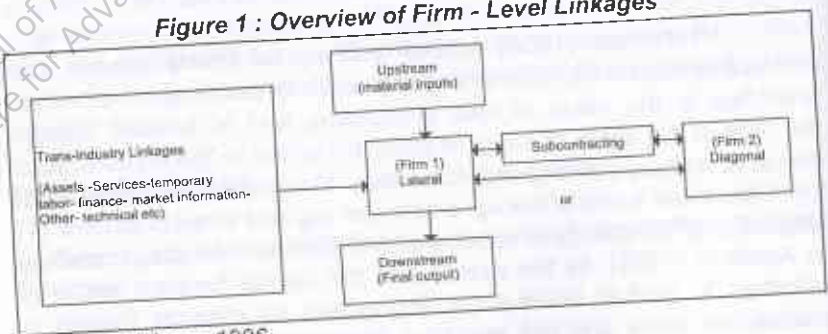 Figure 1 : Overview of Firm - Level Linkages
Upstream
(material inputs)
Trans-Industry Linkages
(Assets -Services-temporary
labor- finance- market information-
Other- technical etc)
(Firm 1)
Lateral
Subcontracting
(Firm 2)
Diagonal
or
Downstream
(Final output)
1996